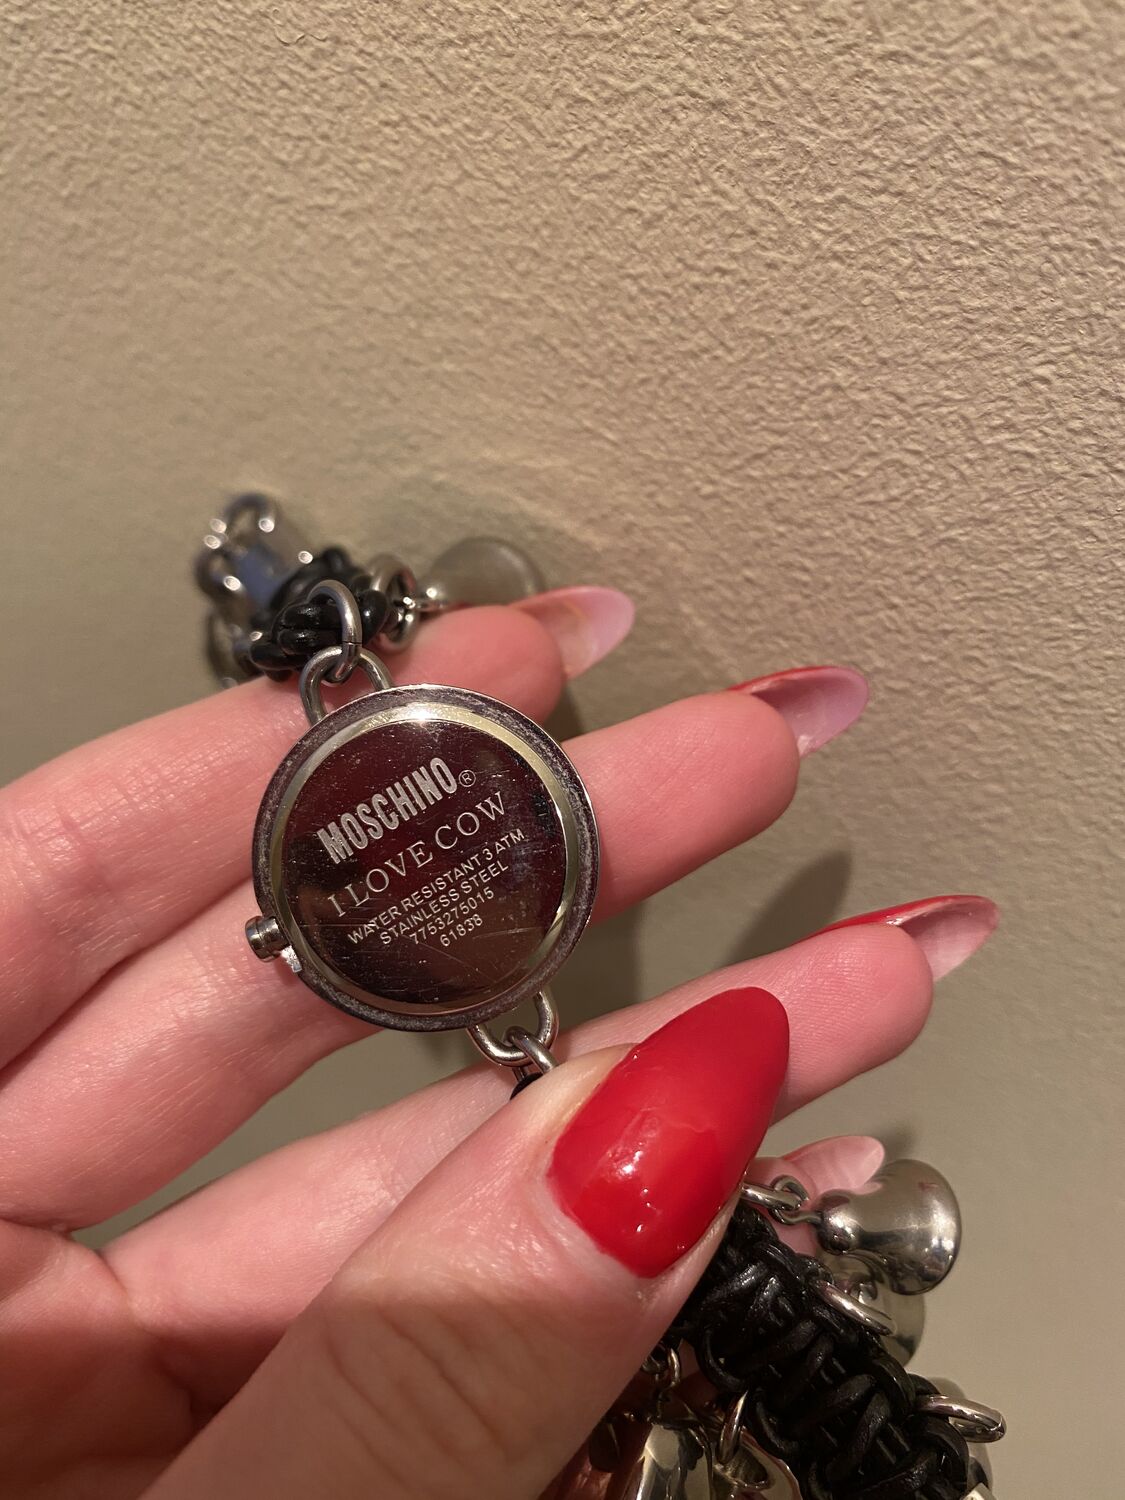 MOSCHINO®
I LOVE COW
WATER RESISTANT 3 ATM
STAINLESS STEEL
7753275015
61838